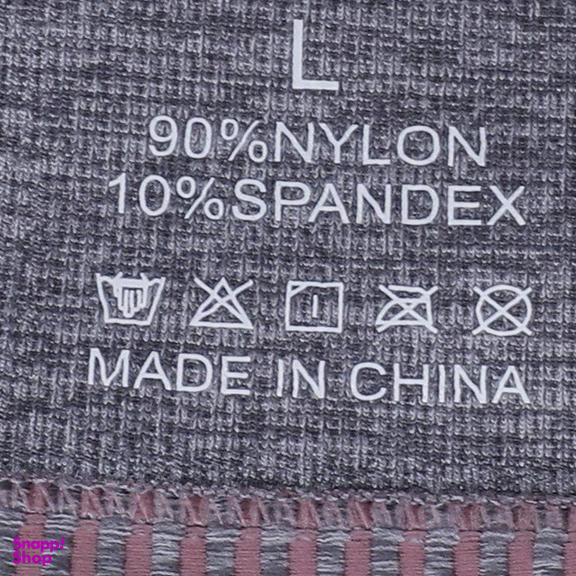 L
90%NYLON
10%SPANDEX
MADE IN CHINA
Snapp!
Shop